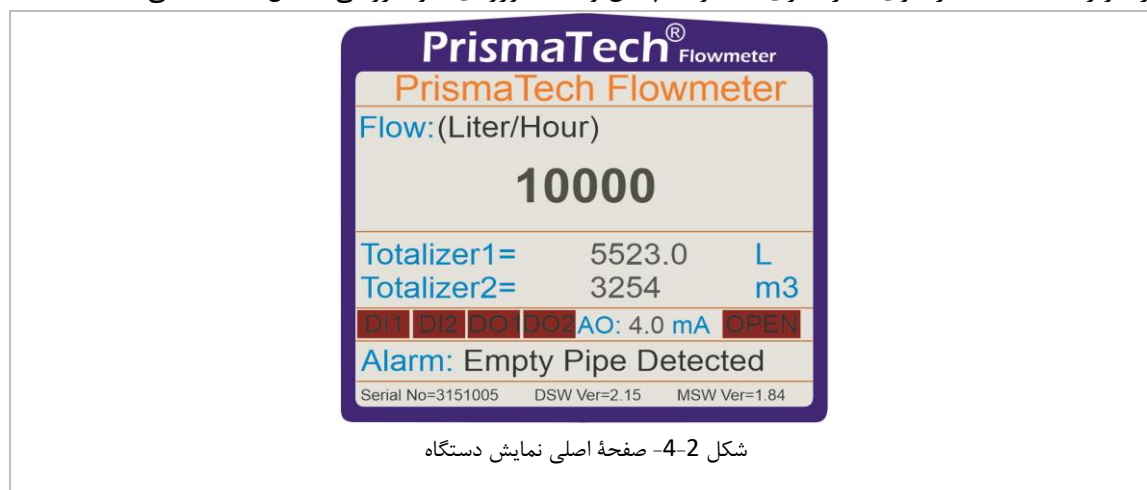 PrismaTech® Flowmeter
PrismaTech Flowmeter
Flow:(Liter/Hour)
10000
Totalizer1= 5523.0 L
Totalizer2= 3254 m3
DI1 DI2 DO1 DO2 AO: 4.0 mA OPEN
Alarm: Empty Pipe Detected
Serial No=3151005 DSW Ver=2.15 MSW Ver=1.84
شکل 2-4- صفحۀ اصلی نمایش دستگاه